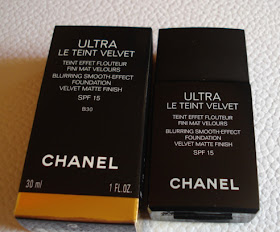 ULTRA
LE TEINT VELVET
TEINT EFFET FLOUTEUR
FINI MAT VELOURS
BLURRING SMOOTH-EFFECT
FOUNDATION
VELVET MATTE FINISH
SPF 15
B30
CHANEL
30 ml
1 FL.OZ.
ULTRA
LE TEINT VELVET
TEINT EFFET FLOUTEUR
FINI MAT VELOURS
BLURRING SMOOTH-EFFECT
FOUNDATION
VELVET MATTE FINISH
SPF 15
CHANEL